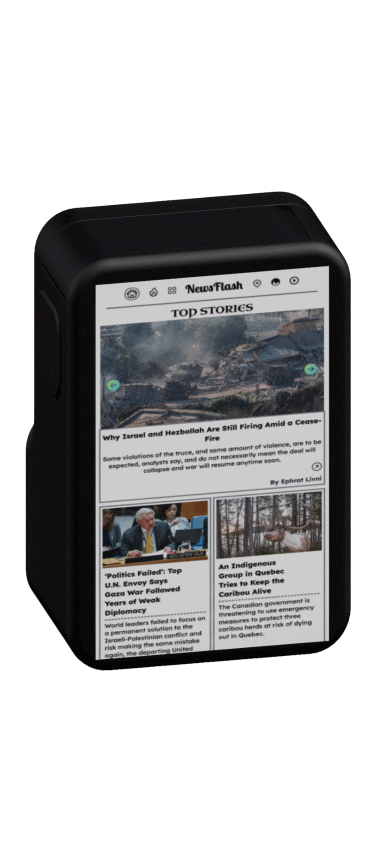 NewsFlash
TOP STORIES
Why Israel and Hezbollah Are Still Firing Amid a Cease-
Fire
Some violations of the truce, and some amount of violence, are to be
expected, analysts say, and do not necessarily mean the deal will
collapse and war will resume anytime soon.
By Ephrat Livni
'Politics Failed': Top
U.N. Envoy Says
Gaza War Followed
Years of Weak
Diplomacy
World leaders failed to focus on
a permanent solution to the
Israeli-Palestinian conflict and
risk making the same mistake
again, the departing United
An Indigenous
Group in Quebec
Tries to Keep the
Caribou Alive
The Canadian government is
threatening to use emergency
measures to protect three
caribou herds at risk of dying
out in Quebec.